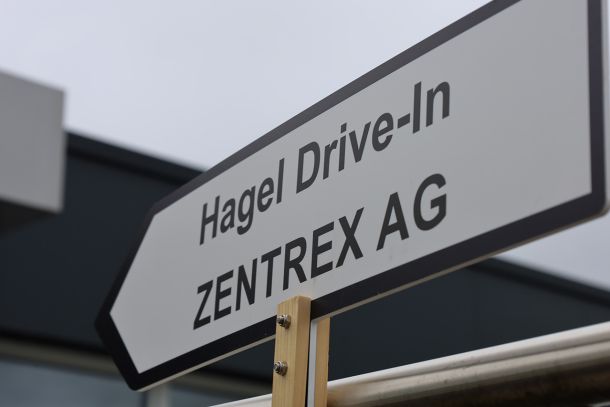 Hagel Drive-In
ZENTREX AG